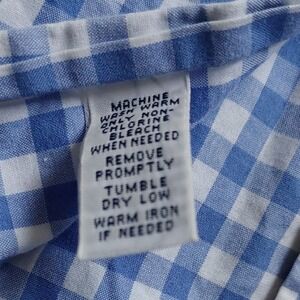 MACHINE
WASH WARM
ONLY NON-
CHLORINE
BLEACH
WHEN NEEDED
REMOVE
PROMPTLY
TUMBLE
DRY LOW
WARM IRON
IF NEEDED